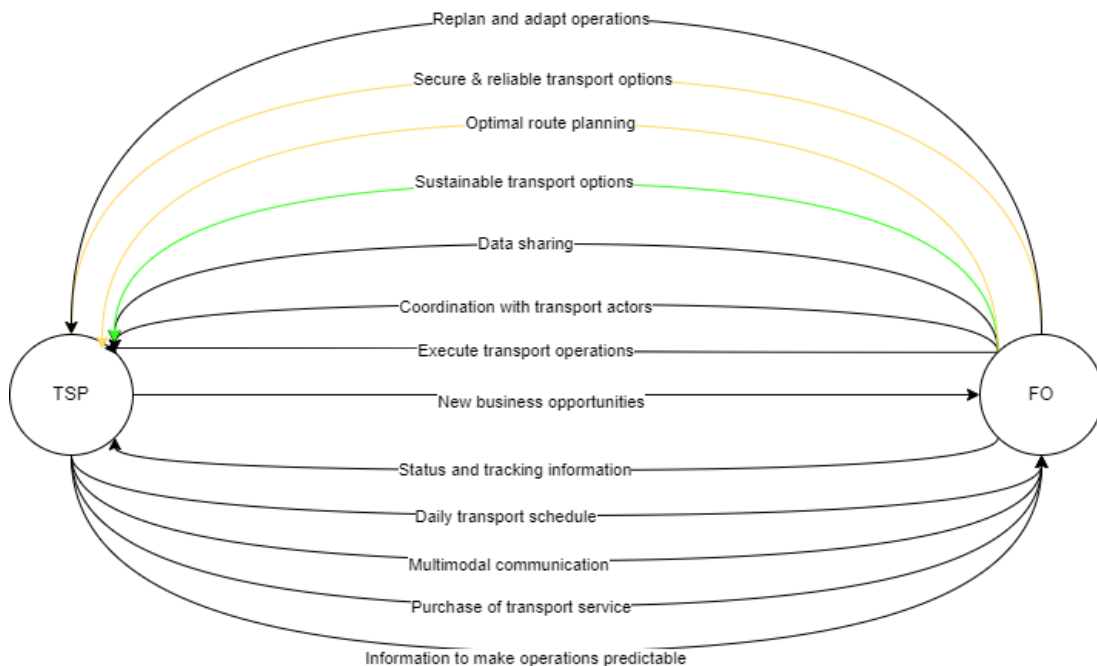 Replan and adapt operations
Secure & reliable transport options
Optimal route planning
Sustainable transport options
Data sharing
Coordination with transport actors
Execute transport operations
TSP
New business opportunities
FO
Status and tracking information
Daily transport schedule
Multimodal communication
Purchase of transport service
Information to make operations predictable